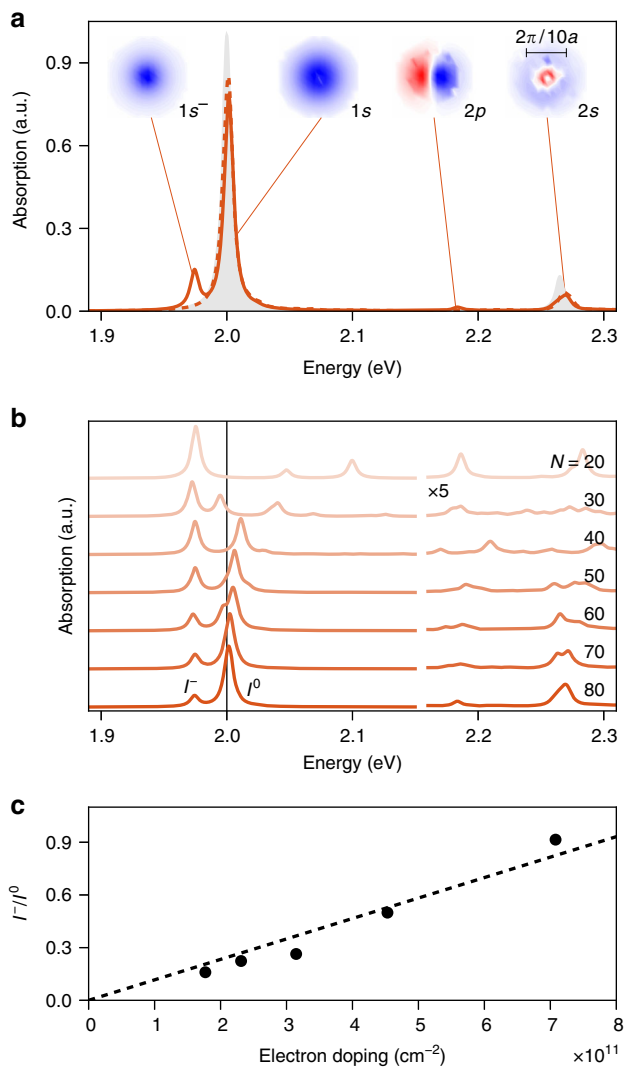 a
2π/10a
1s⁻
1s
2p
2s
Absorption (a.u.)
0.9
0.6
0.3
0.0
1.9 2.0 2.1 2.2 2.3
Energy (eV)
b
Absorption (a.u.)
N = 20
×5
30
40
50
60
70
80
I⁻
I⁰
1.9 2.0 2.1 2.2 2.3
Energy (eV)
c
I⁻/I⁰
0.9
0.6
0.3
0.0
0 1 2 3 4 5 6 7 8
Electron doping (cm⁻²)
×10¹¹